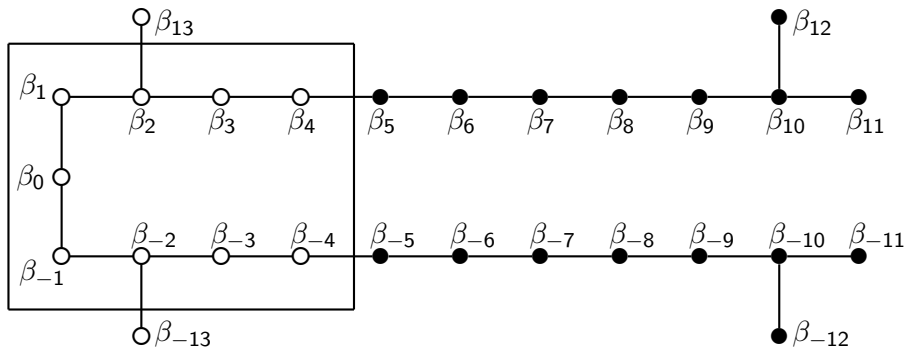 β₁₃ β₁₂
β₁
β₂ β₃ β₄ β₅ β₆ β₇ β₈ β₉ β₁₀ β₁₁
β₀
β₋₂ β₋₃ β₋₄ β₋₅ β₋₆ β₋₇ β₋₈ β₋₉ β₋₁₀ β₋₁₁
β₋₁
β₋₁₃ β₋₁₂